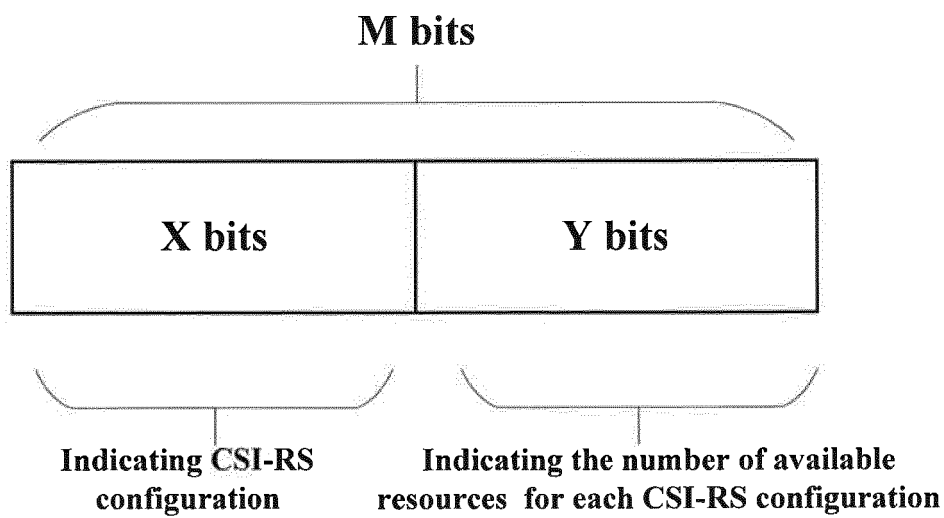 M bits
X bits
Y bits
Indicating CSI-RS
configuration
Indicating the number of available
resources for each CSI-RS configuration